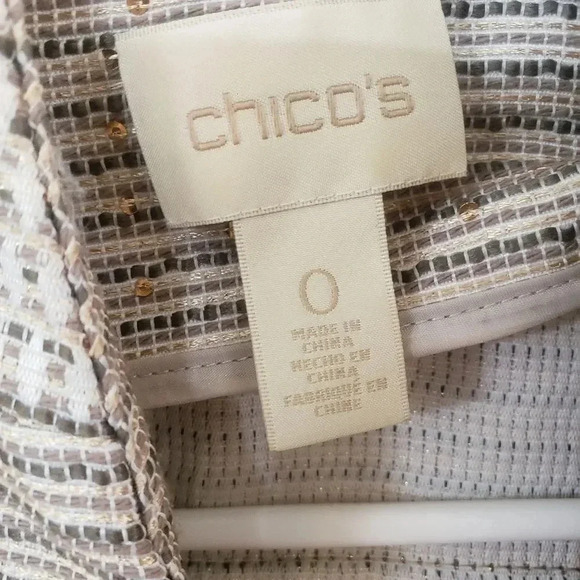 chico's
0
MADE IN
CHINA
HECHO EN
CHINA
FABRIQUÉ EN
CHINE